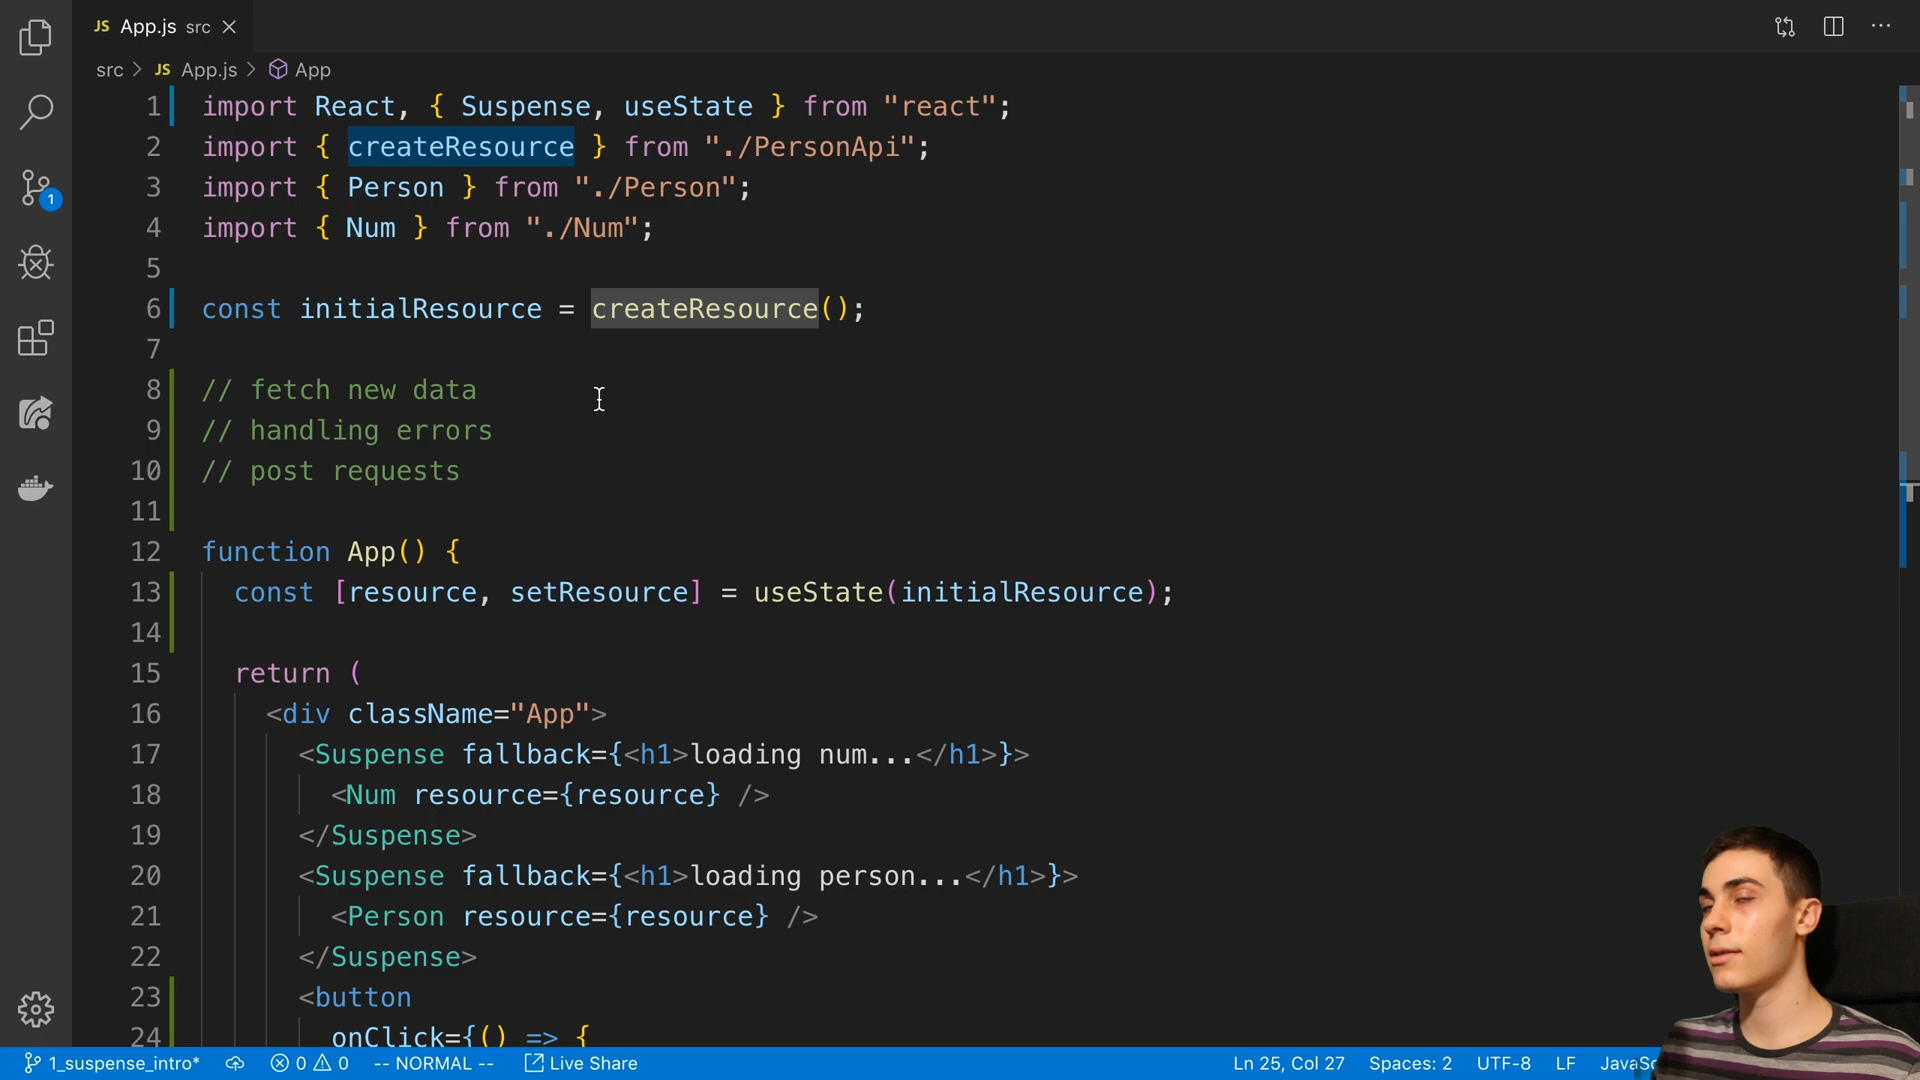 JS App.js src
src > JS App.js > App
1 import React, { Suspense, useState } from "react";
2 import { createResource } from "./PersonApi";
3 import { Person } from "./Person";
4 import { Num } from "./Num";
5
6 const initialResource = createResource();
7
8 // fetch new data
9 // handling errors
10 // post requests
11
12 function App() {
13 const [resource, setResource] = useState(initialResource);
14
15 return (
16 <div className="App">
17 <Suspense fallback={<h1>loading num...</h1>}>
18 <Num resource={resource} />
19 </Suspense>
20 <Suspense fallback={<h1>loading person...</h1>}>
21 <Person resource={resource} />
22 </Suspense>
23 <button
24 onClick={() => {
1
1_suspense_intro* 0 0 -- NORMAL -- Live Share Ln 25, Col 27 Spaces: 2 UTF-8 LF